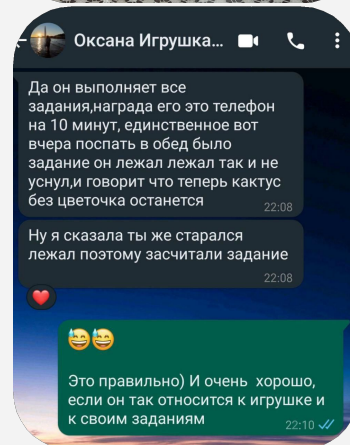 Оксана Игрушка...
Да он выполняет все
задания,награда его это телефон
на 10 минут, единственное вот
вчера поспать в обед было
задание он лежал лежал так и не
уснул,и говорит что теперь кактус
без цветочка останется
22:08
Ну я сказала ты же старался
лежал поэтому засчитали задание
22:08
Это правильно) И очень хорошо,
если он так относится к игрушке и
к своим заданиям
22:10